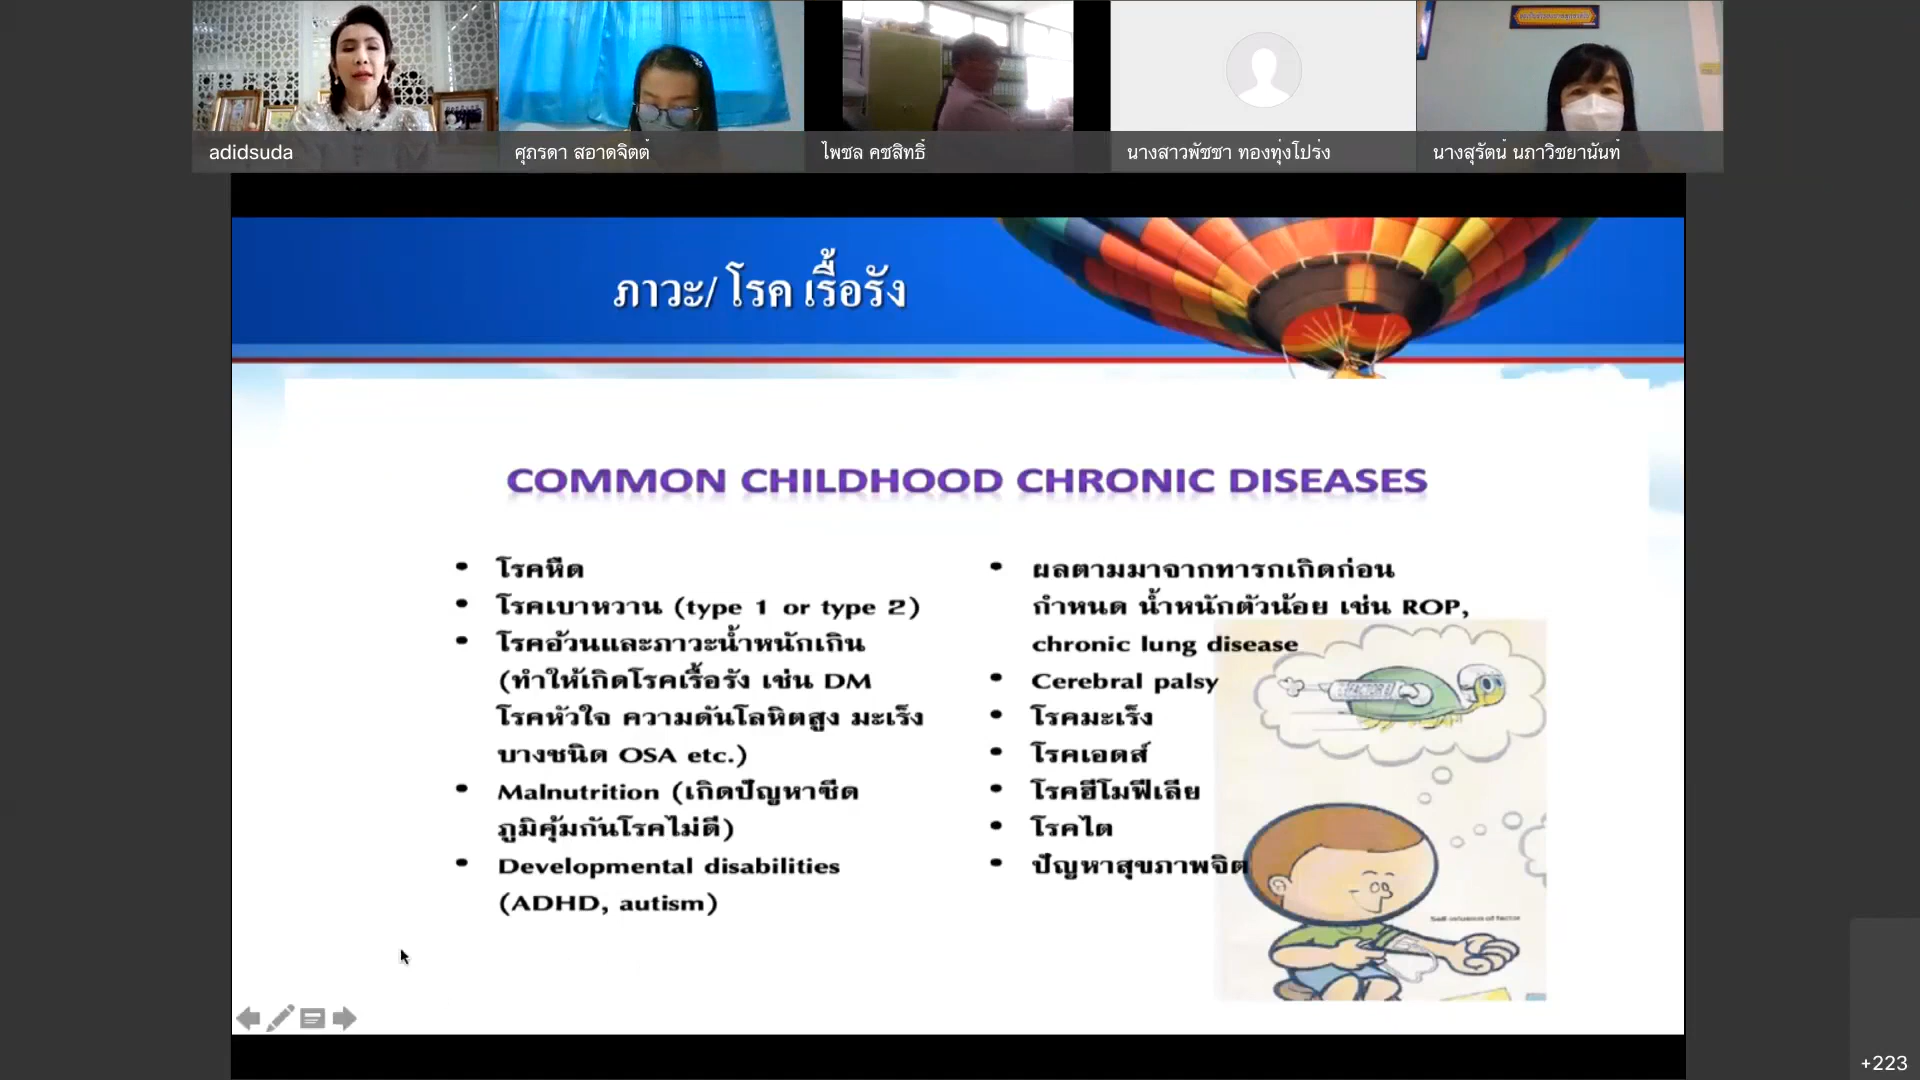 adidsuda
ศุภรดา สอาดจิตต์
ไพชล คชสิทธิ์
นางสาวพัชชา ทองทุ่งโปร่ง
นางสุรัตน์ นภาวิชยานันท์
ภาวะ/ โรค เรื้อรัง
COMMON CHILDHOOD CHRONIC DISEASES
• โรคหืด
• โรคเบาหวาน (type 1 or type 2)
• โรคอ้วนและภาวะน้ำหนักเกิน
(ทำให้เกิดโรคเรื้อรัง เช่น DM
โรคหัวใจ ความดันโลหิตสูง มะเร็ง
บางชนิด OSA etc.)
• Malnutrition (เกิดปัญหาซีด
ภูมิคุ้มกันโรคไม่ดี)
• Developmental disabilities
(ADHD, autism)
• ผลตามมาจากทารกเกิดก่อน
กำหนด น้ำหนักตัวน้อย เช่น ROP,
chronic lung disease
• Cerebral palsy
• โรคมะเร็ง
• โรคเอดส์
• โรคฮีโมฟีเลีย
• โรคไต
• ปัญหาสุขภาพจิต
FACTOR 8
Self-infusion of factor
+223